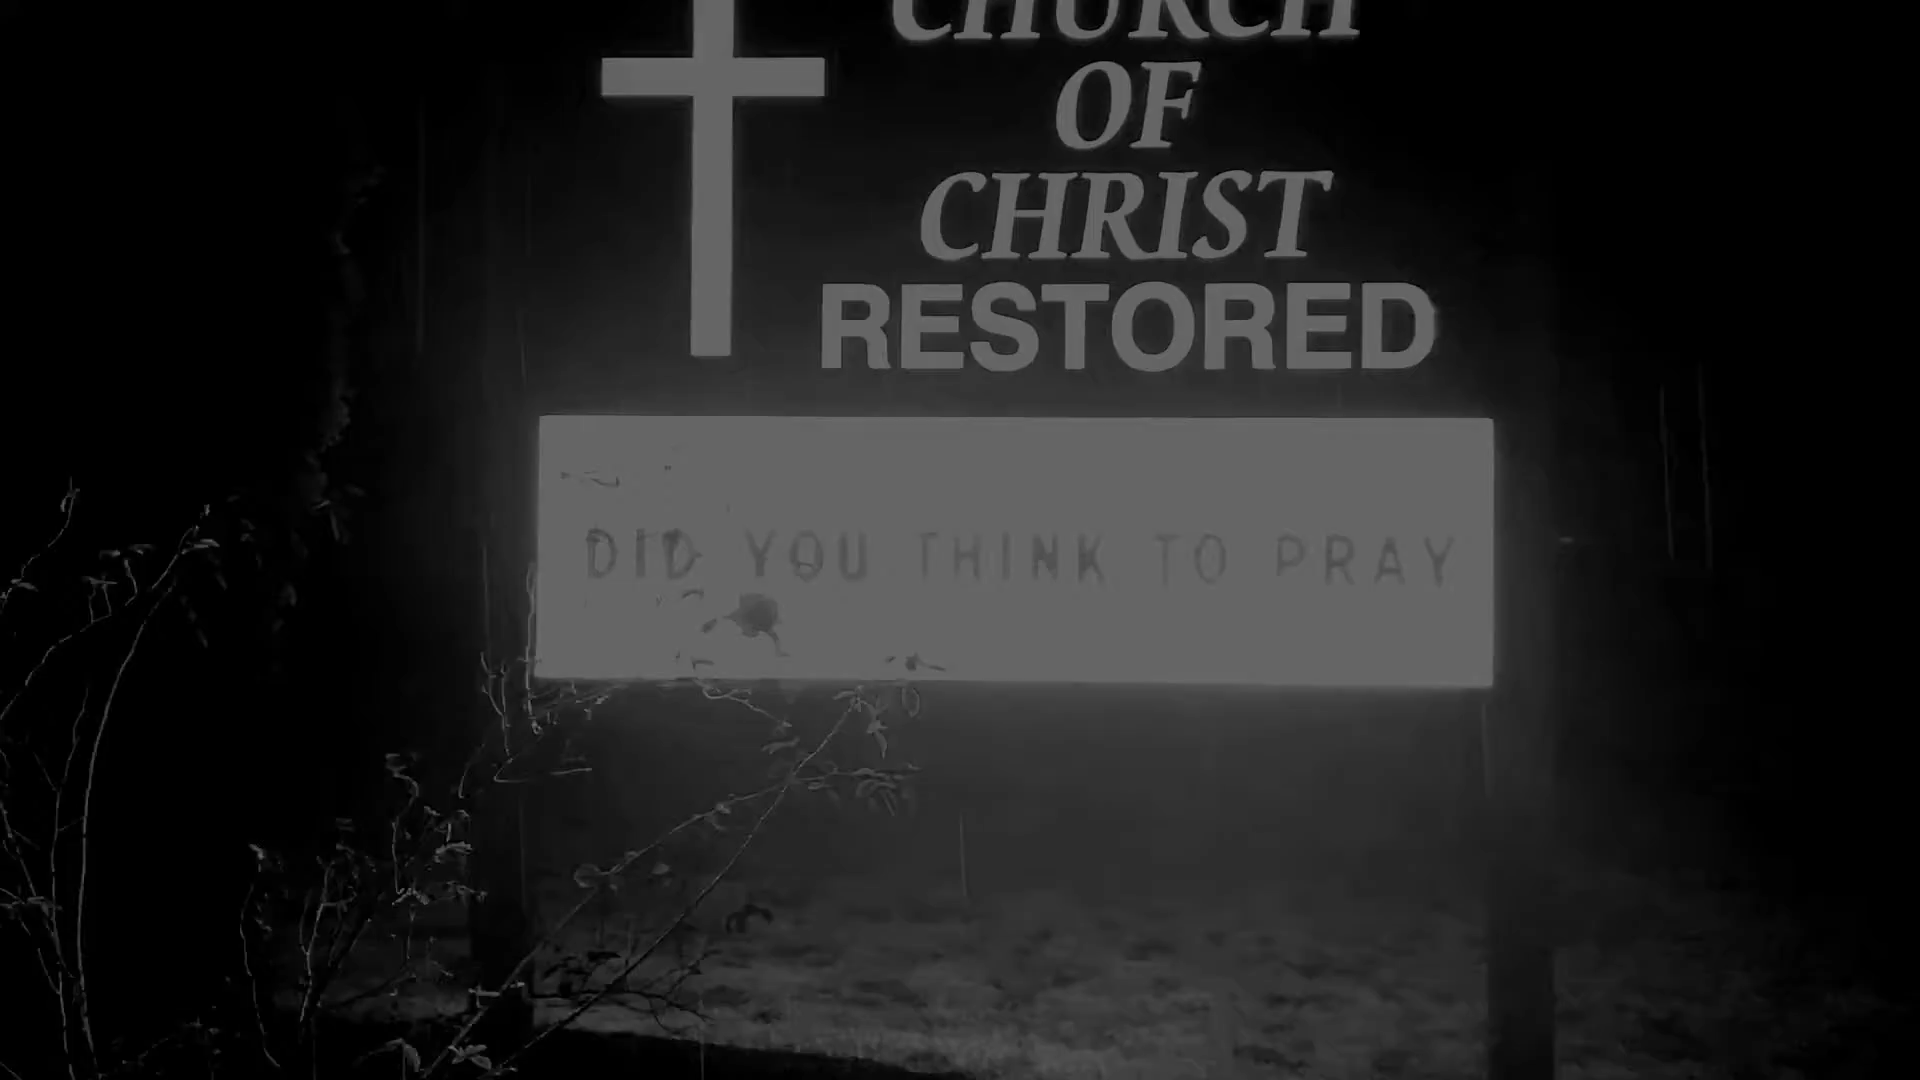 CHURCH
OF
CHRIST
RESTORED
DID YOU THINK TO PRAY